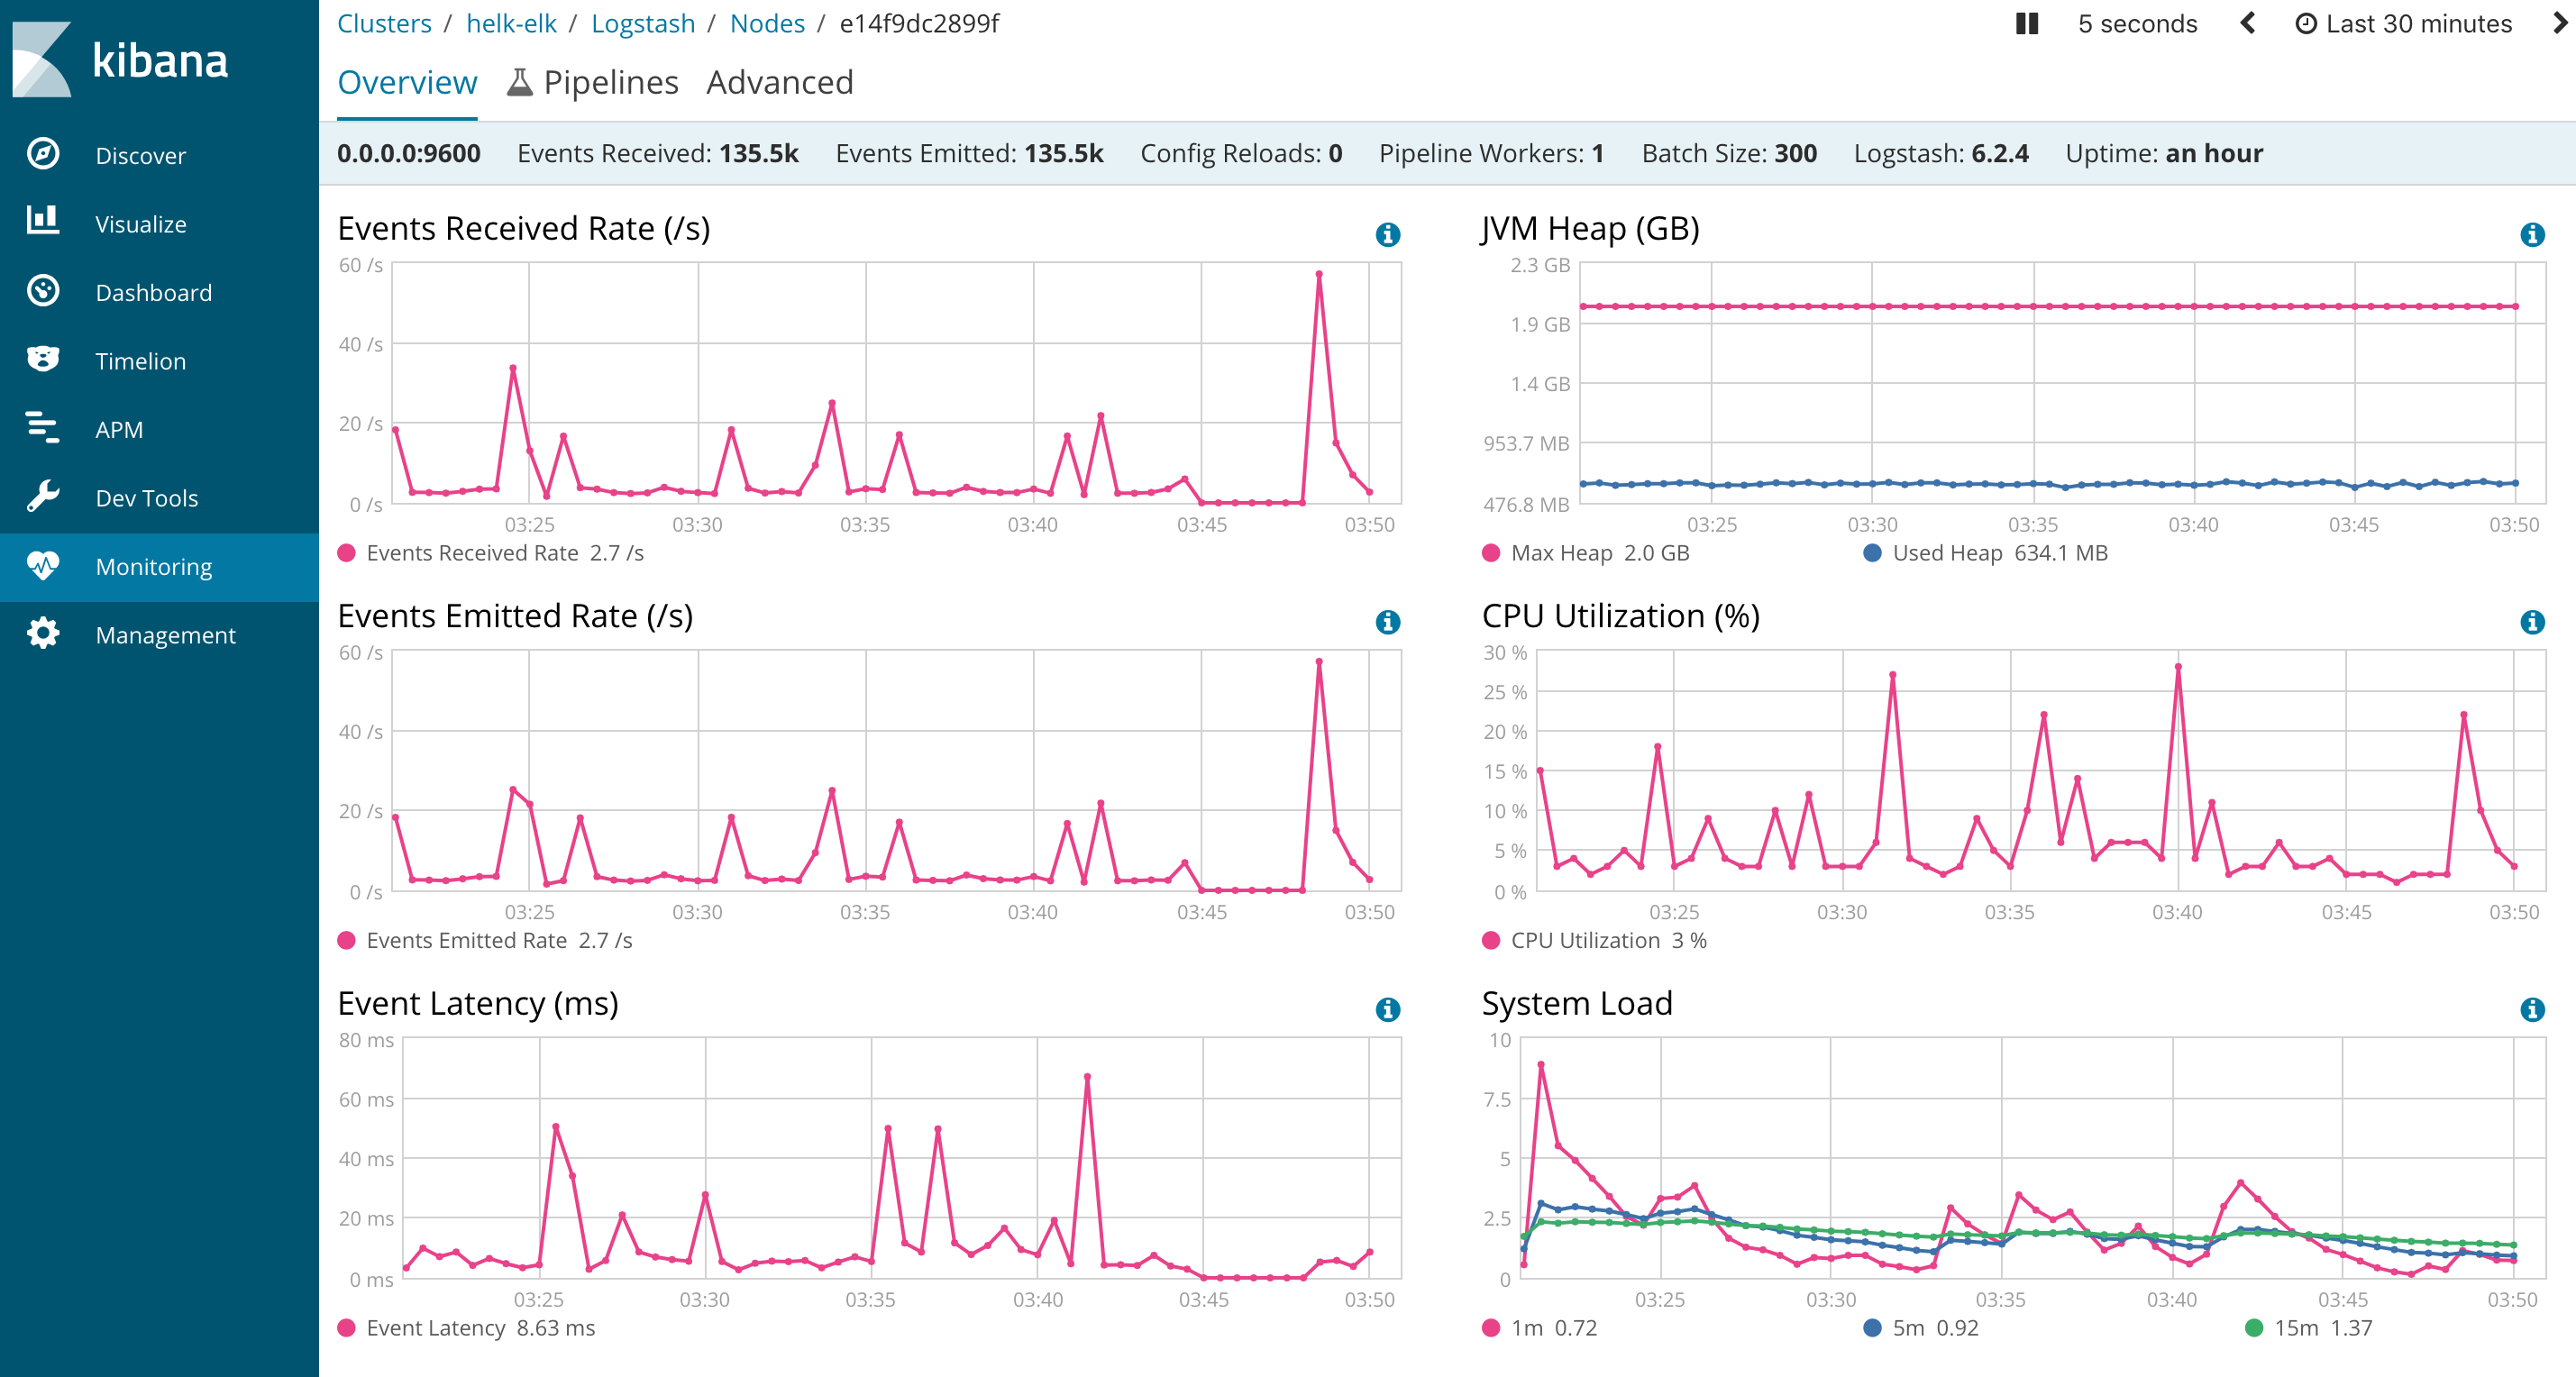 kibana
Discover
Visualize
Dashboard
Timelion
APM
Dev Tools
Monitoring
Management
Clusters / helk-elk / Logstash / Nodes / e14f9dc2899f
5 seconds Last 30 minutes
Overview Pipelines Advanced
0.0.0.0:9600 Events Received: 135.5k Events Emitted: 135.5k Config Reloads: 0 Pipeline Workers: 1 Batch Size: 300 Logstash: 6.2.4 Uptime: an hour
Events Received Rate (/s)
60 /s
40 /s
20 /s
0 /s
03:25 03:30 03:35 03:40 03:45 03:50
Events Received Rate 2.7 /s
JVM Heap (GB)
2.3 GB
1.9 GB
1.4 GB
953.7 MB
476.8 MB
03:25 03:30 03:35 03:40 03:45 03:50
Max Heap 2.0 GB Used Heap 634.1 MB
Events Emitted Rate (/s)
60 /s
40 /s
20 /s
0 /s
03:25 03:30 03:35 03:40 03:45 03:50
Events Emitted Rate 2.7 /s
CPU Utilization (%)
30 %
25 %
20 %
15 %
10 %
5 %
0 %
03:25 03:30 03:35 03:40 03:45 03:50
CPU Utilization 3 %
Event Latency (ms)
80 ms
60 ms
40 ms
20 ms
0 ms
03:25 03:30 03:35 03:40 03:45 03:50
Event Latency 8.63 ms
System Load
10
7.5
5
2.5
0
03:25 03:30 03:35 03:40 03:45 03:50
1m 0.72 5m 0.92 15m 1.37